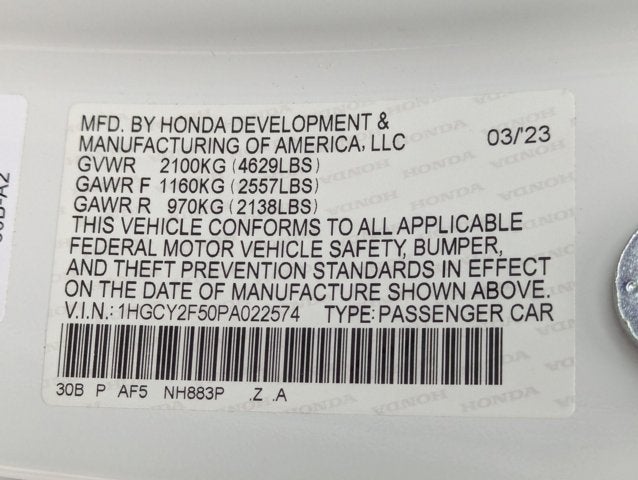 MFD. BY HONDA DEVELOPMENT &
MANUFACTURING OF AMERICA, LLC 03/'23
GVWR 2100KG (4629LBS)
GAWR F 1160KG (2557LBS)
GAWR R 970KG (2138LBS)
THIS VEHICLE CONFORMS TO ALL APPLICABLE
FEDERAL MOTOR VEHICLE SAFETY, BUMPER,
AND THEFT PREVENTION STANDARDS IN EFFECT
ON THE DATE OF MANUFACTURE SHOWN ABOVE.
V.I.N.: 1HGCY2F50PA022574 TYPE: PASSENGER CAR
30B P AF5 NH883P .Z .A